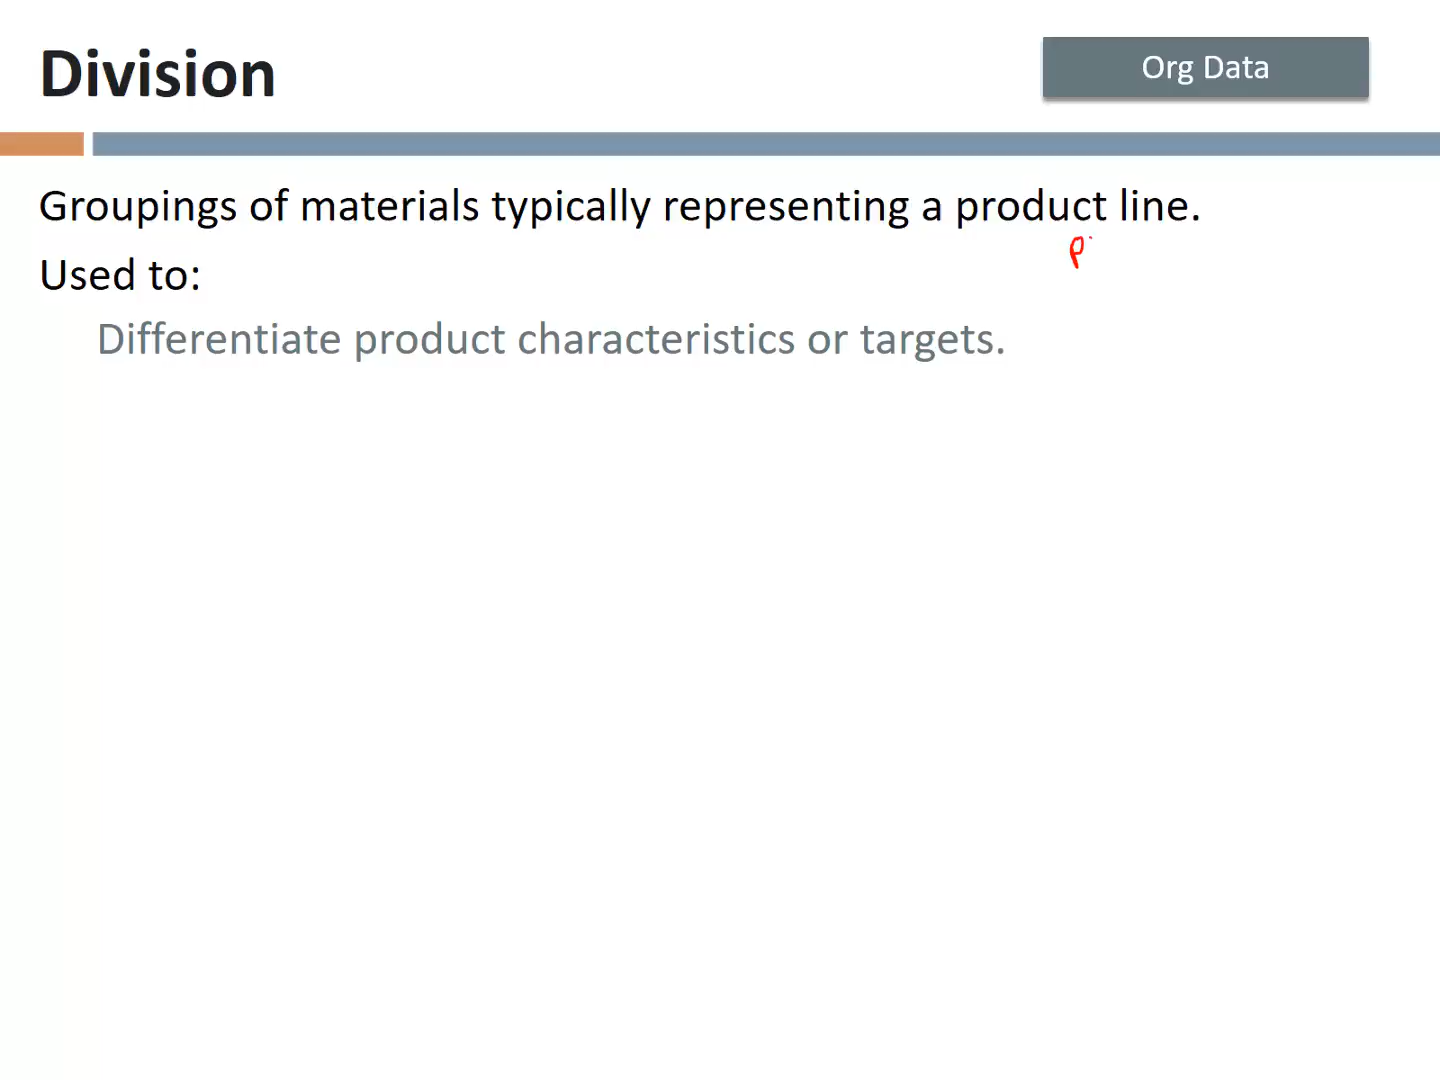 Division
Org Data
Groupings of materials typically representing a product line.
P
Used to:
Differentiate product characteristics or targets.